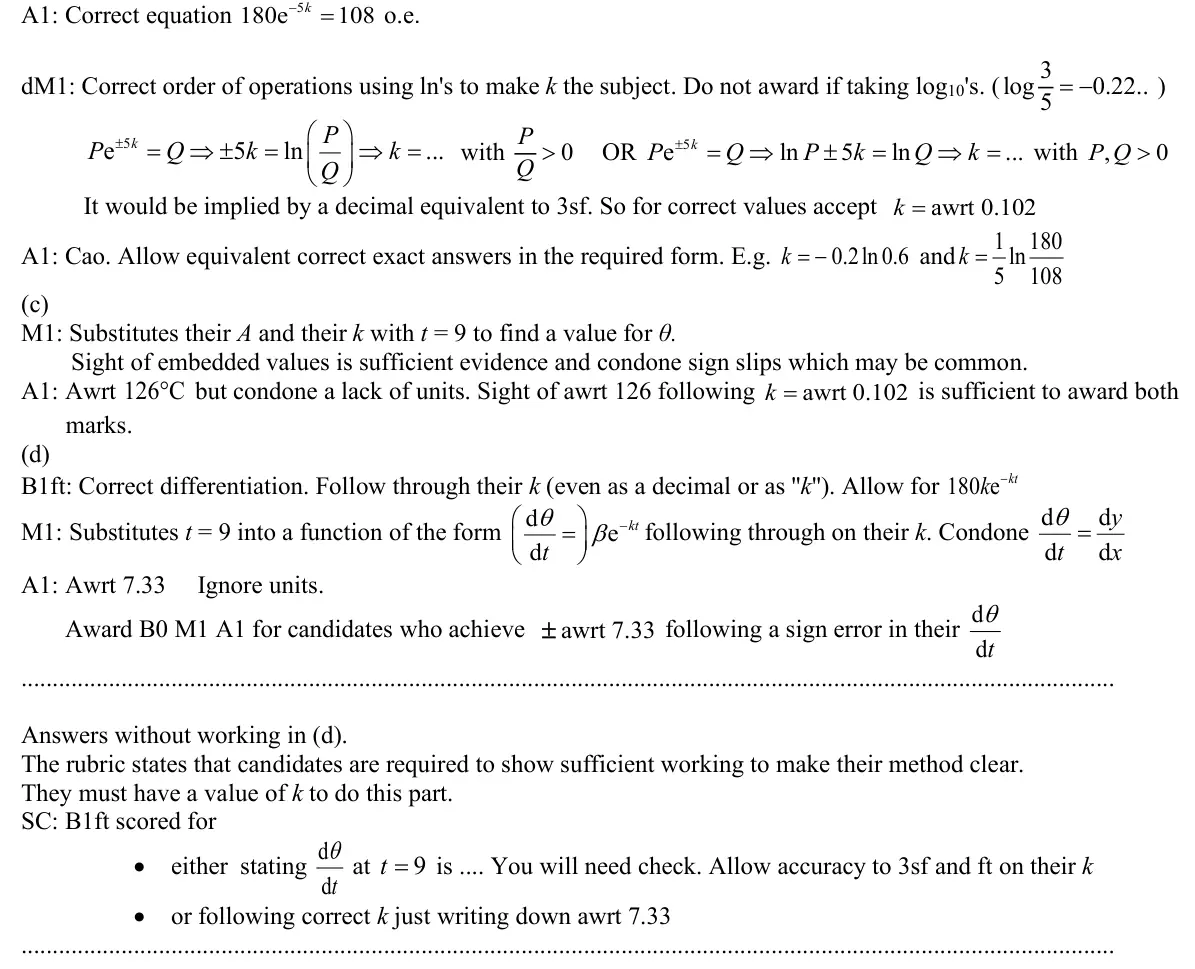 A1: Correct equation 180e⁻⁵ᵏ = 108 o.e.
dM1: Correct order of operations using ln's to make k the subject. Do not award if taking log₁₀'s. ( log 3/5 = −0.22.. )
Pe^(±5k) = Q ⇒ ±5k = ln(P/Q) ⇒ k = ... with P/Q > 0 OR Pe^(±5k) = Q ⇒ ln P ± 5k = ln Q ⇒ k = ... with P, Q > 0
It would be implied by a decimal equivalent to 3sf. So for correct values accept k = awrt 0.102
A1: Cao. Allow equivalent correct exact answers in the required form. E.g. k = − 0.2 ln 0.6 and k = 1/5 ln 180/108
(c)
M1: Substitutes their A and their k with t = 9 to find a value for θ.
Sight of embedded values is sufficient evidence and condone sign slips which may be common.
A1: Awrt 126°C but condone a lack of units. Sight of awrt 126 following k = awrt 0.102 is sufficient to award both
marks.
(d)
B1ft: Correct differentiation. Follow through their k (even as a decimal or as "k"). Allow for 180ke⁻ᵏᵗ
M1: Substitutes t = 9 into a function of the form (dθ/dt =) βe⁻ᵏᵗ following through on their k. Condone dθ/dt = dy/dx
A1: Awrt 7.33 Ignore units.
Award B0 M1 A1 for candidates who achieve ± awrt 7.33 following a sign error in their dθ/dt
Answers without working in (d).
The rubric states that candidates are required to show sufficient working to make their method clear.
They must have a value of k to do this part.
SC: B1ft scored for
• either stating dθ/dt at t = 9 is .... You will need check. Allow accuracy to 3sf and ft on their k
• or following correct k just writing down awrt 7.33